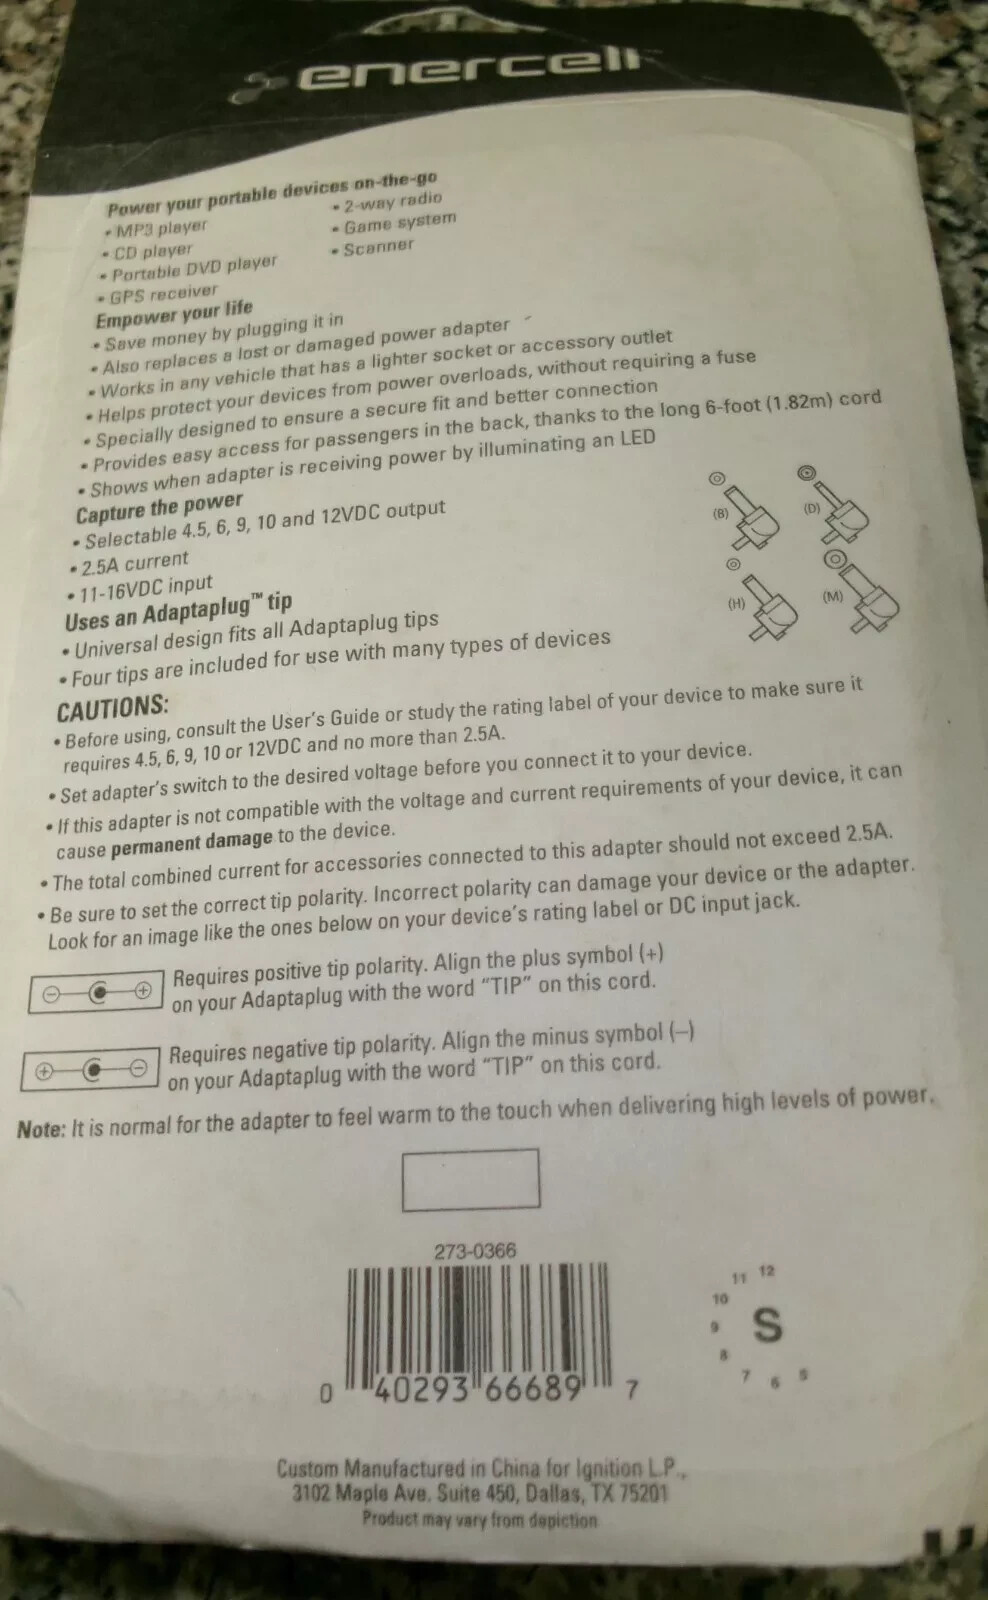 enercell
Power your portable devices on-the-go
• MP3 player
• CD player
• Portable DVD player
• GPS receiver
• 2-way radio
• Game system
• Scanner
Empower your life
• Save money by plugging it in
• Also replaces a lost or damaged power adapter
• Works in any vehicle that has a lighter socket or accessory outlet
• Helps protect your devices from power overloads, without requiring a fuse
• Specially designed to ensure a secure fit and better connection
• Provides easy access for passengers in the back, thanks to the long 6-foot (1.82m) cord
• Shows when adapter is receiving power by illuminating an LED
Capture the power
• Selectable 4.5, 6, 9, 10 and 12VDC output
• 2.5A current
• 11-16VDC input
Uses an Adaptaplug™ tip
• Universal design fits all Adaptaplug tips
• Four tips are included for use with many types of devices
(B)
(D)
(H)
(M)
CAUTIONS:
• Before using, consult the User's Guide or study the rating label of your device to make sure it
requires 4.5, 6, 9, 10 or 12VDC and no more than 2.5A.
• Set adapter's switch to the desired voltage before you connect it to your device.
• If this adapter is not compatible with the voltage and current requirements of your device, it can
cause permanent damage to the device.
• The total combined current for accessories connected to this adapter should not exceed 2.5A.
• Be sure to set the correct tip polarity. Incorrect polarity can damage your device or the adapter.
Look for an image like the ones below on your device's rating label or DC input jack.
Requires positive tip polarity. Align the plus symbol (+)
on your Adaptaplug with the word "TIP" on this cord.
Requires negative tip polarity. Align the minus symbol (–)
on your Adaptaplug with the word "TIP" on this cord.
Note: It is normal for the adapter to feel warm to the touch when delivering high levels of power.
273-0366
0 40293 66689 7
11 12
10
9 S
8
7 6 5
Custom Manufactured in China for Ignition L.P.,
3102 Maple Ave. Suite 450, Dallas, TX 75201
Product may vary from depiction